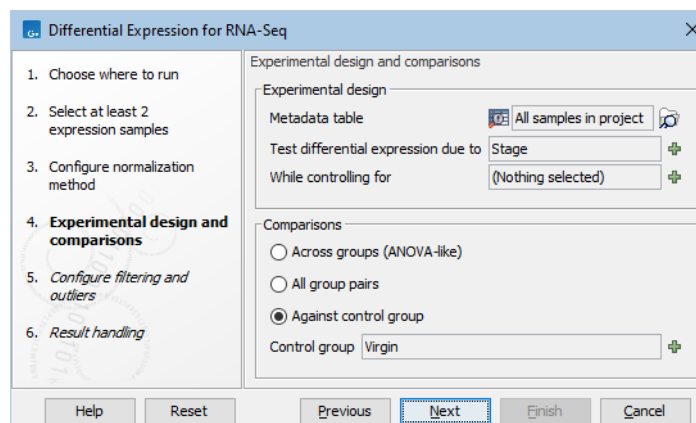 Differential Expression for RNA-Seq
1. Choose where to run
2. Select at least 2
expression samples
3. Configure normalization
method
4. Experimental design and
comparisons
5. Configure filtering and
outliers
6. Result handling
Experimental design and comparisons
Experimental design
Metadata table All samples in project
Test differential expression due to Stage
While controlling for (Nothing selected)
Comparisons
Across groups (ANOVA-like)
All group pairs
Against control group
Control group Virgin
Help Reset Previous Next Finish Cancel